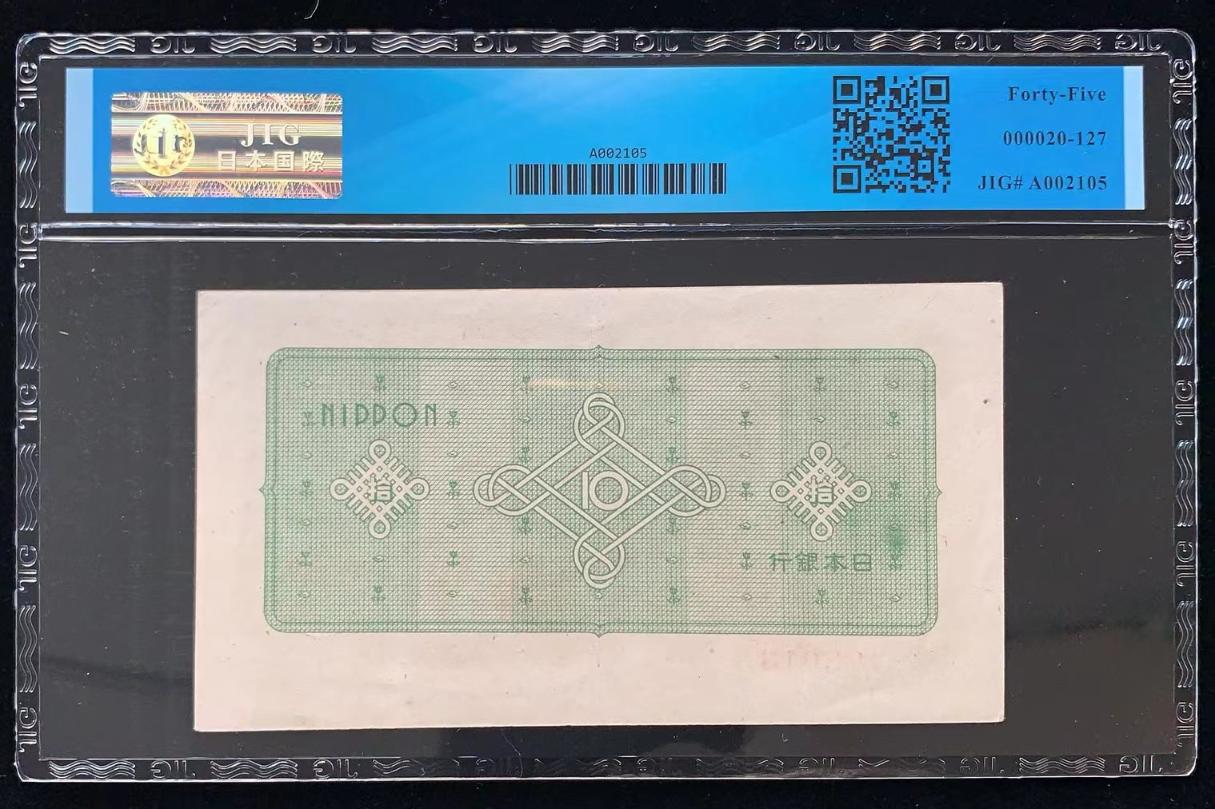 JIG
日本国際
A002105
Forty-Five
000020-127
JIG# A002105
NIPPON
拾
10
拾
日本銀行